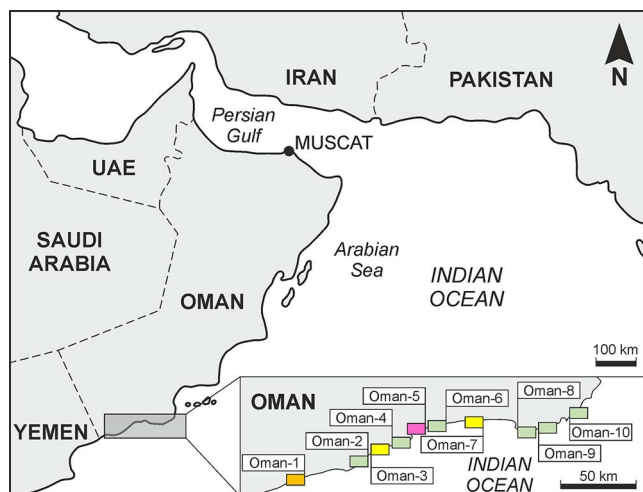 IRAN
PAKISTAN
N
Persian
Gulf
MUSCAT
UAE
SAUDI
ARABIA
Arabian
Sea
INDIAN
OCEAN
OMAN
100 km
YEMEN
OMAN
Oman-5
Oman-6
Oman-8
Oman-4
Oman-2
Oman-7
Oman-10
Oman-1
Oman-3
INDIAN
OCEAN
Oman-9
50 km